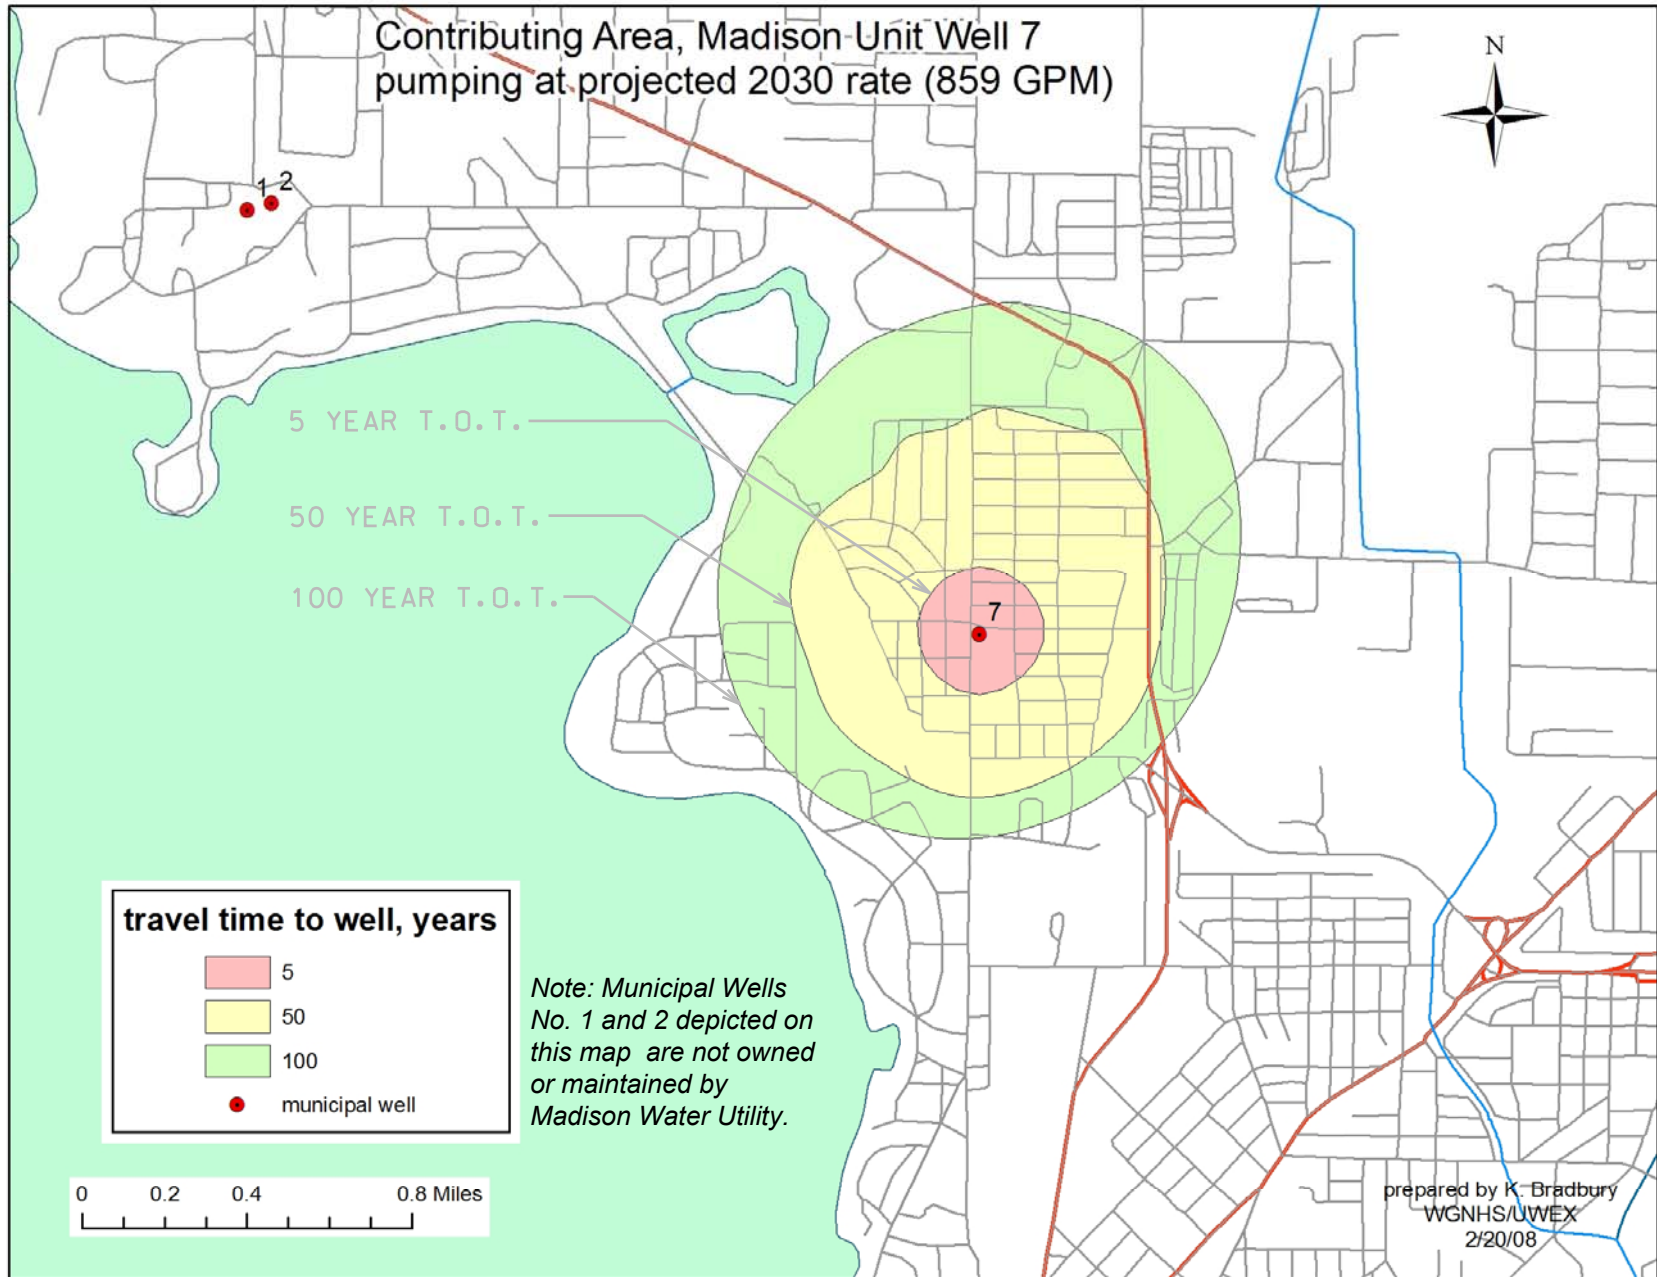 Contributing Area, Madison Unit Well 7
pumping at projected 2030 rate (859 GPM)
N
1 2
5 YEAR T.O.T.
50 YEAR T.O.T.
100 YEAR T.O.T.
7
travel time to well, years
5
50
100
municipal well
Note: Municipal Wells
No. 1 and 2 depicted on
this map are not owned
or maintained by
Madison Water Utility.
0 0.2 0.4 0.8 Miles
prepared by K. Bradbury
WGNHS/UWEX
2/20/08